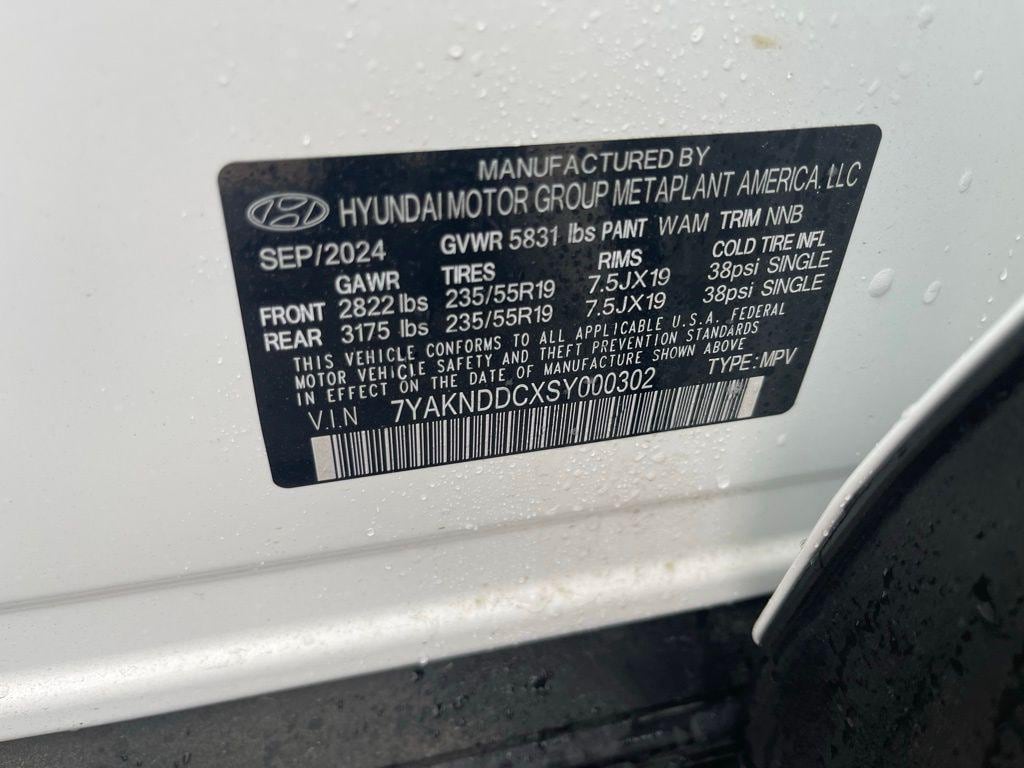 MANUFACTURED BY
HYUNDAI MOTOR GROUP METAPLANT AMERICA, LLC
SEP/2024 GVWR 5831 lbs PAINT WAM TRIM NNB
GAWR TIRES RIMS COLD TIRE INFL
FRONT 2822 lbs 235/55R19 7.5JX19 38psi SINGLE
REAR 3175 lbs 235/55R19 7.5JX19 38psi SINGLE
THIS VEHICLE CONFORMS TO ALL APPLICABLE U.S.A. FEDERAL
MOTOR VEHICLE SAFETY AND THEFT PREVENTION STANDARDS
IN EFFECT ON THE DATE OF MANUFACTURE SHOWN ABOVE
V.I.N 7YAKNDDCXSY000302 TYPE: MPV